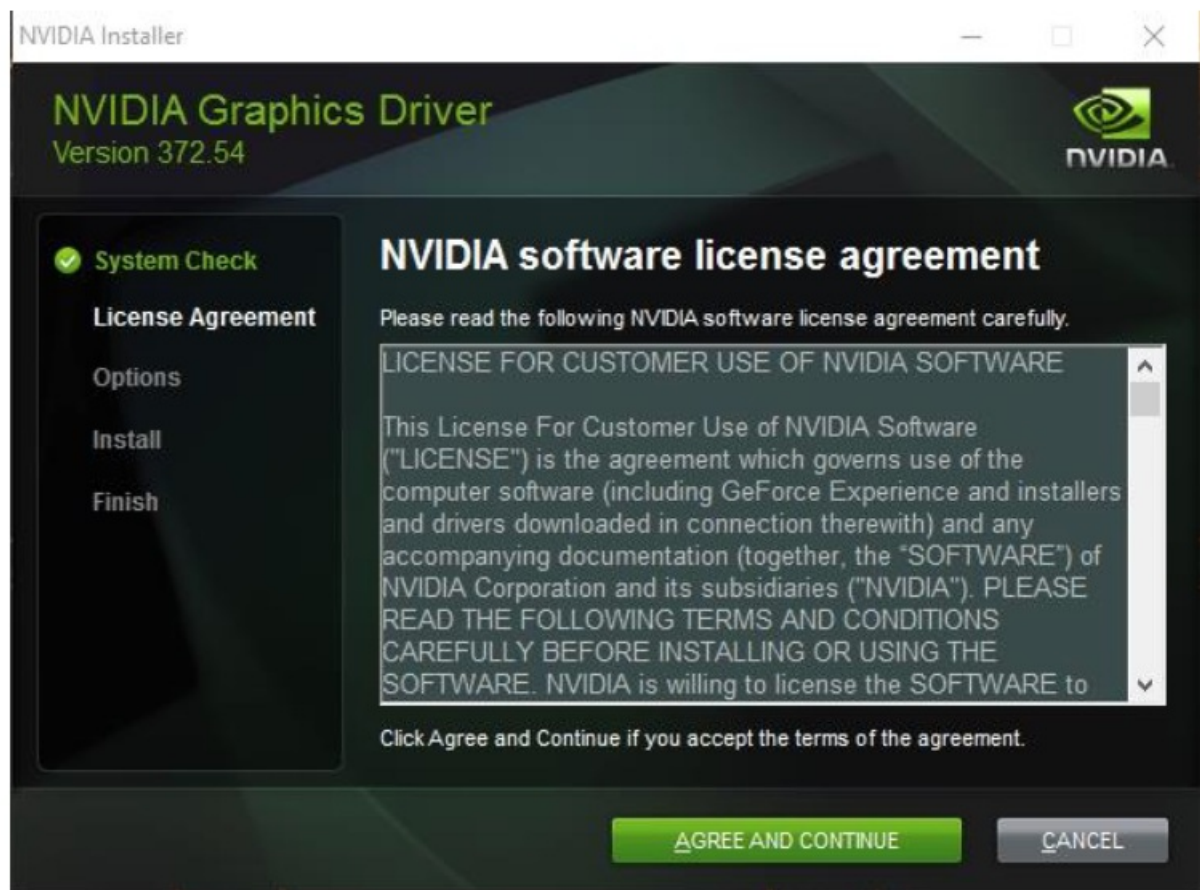 NVIDIA Installer
NVIDIA Graphics Driver
Version 372.54
NVIDIA
System Check
License Agreement
Options
Install
Finish
NVIDIA software license agreement
Please read the following NVIDIA software license agreement carefully.
LICENSE FOR CUSTOMER USE OF NVIDIA SOFTWARE
This License For Customer Use of NVIDIA Software
("LICENSE") is the agreement which governs use of the
computer software (including GeForce Experience and installers
and drivers downloaded in connection therewith) and any
accompanying documentation (together, the “SOFTWARE”) of
NVIDIA Corporation and its subsidiaries ("NVIDIA"). PLEASE
READ THE FOLLOWING TERMS AND CONDITIONS
CAREFULLY BEFORE INSTALLING OR USING THE
SOFTWARE. NVIDIA is willing to license the SOFTWARE to
Click Agree and Continue if you accept the terms of the agreement.
AGREE AND CONTINUE
CANCEL